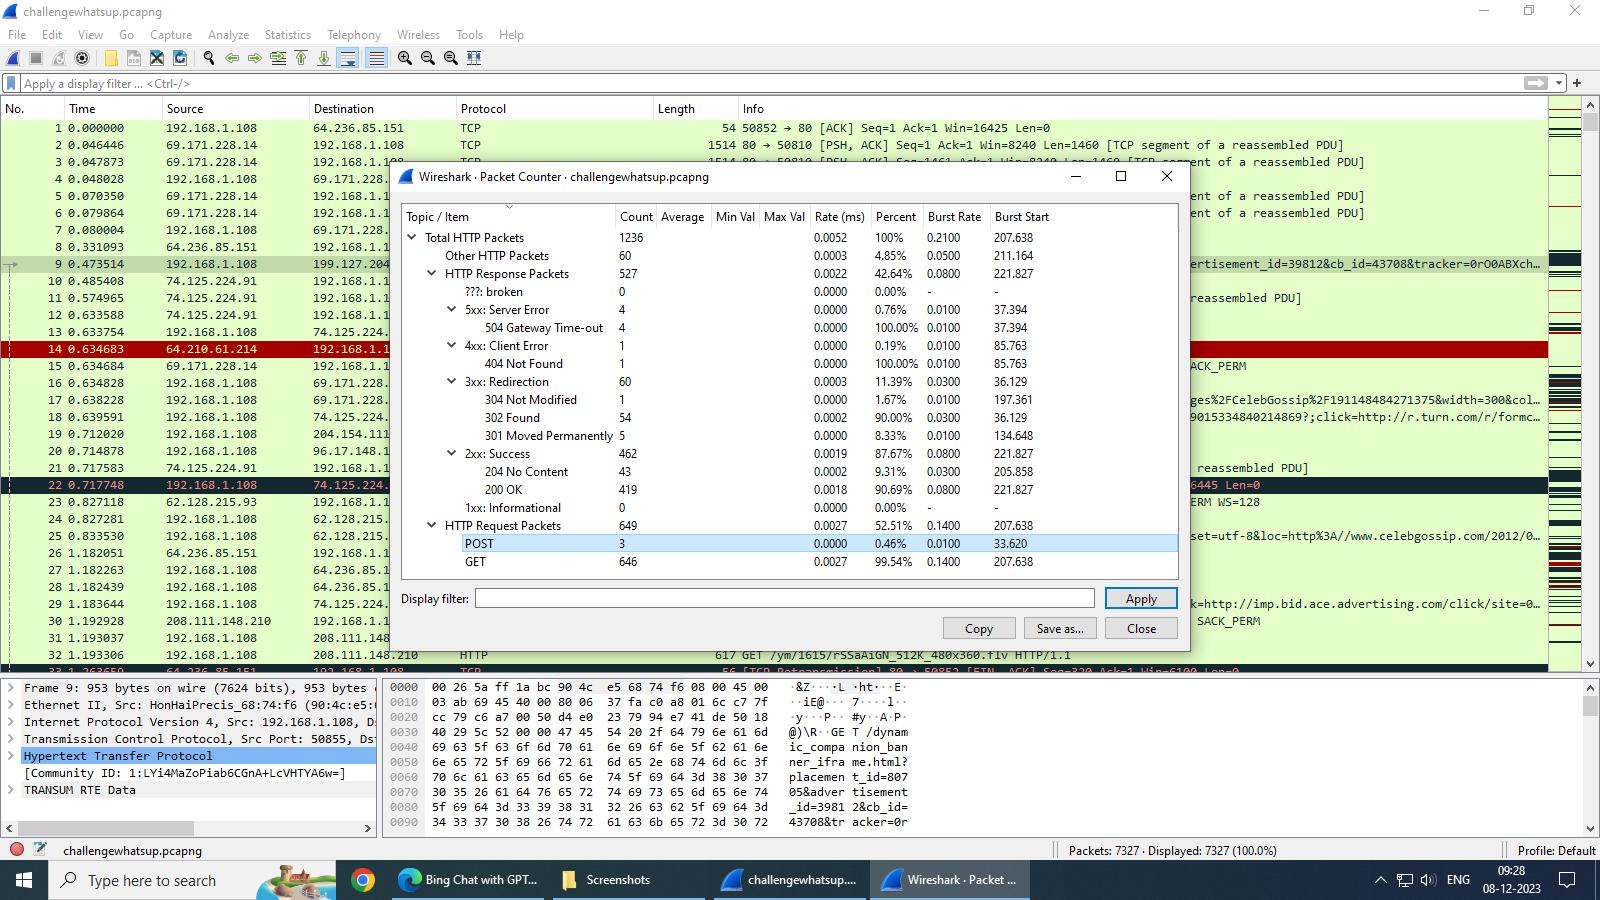 challengewhatsup.pcapng
File Edit View Go Capture Analyze Statistics Telephony Wireless Tools Help
Apply a display filter ... <Ctrl-/>
No. Time Source Destination Protocol Length Info
1 0.000000 192.168.1.108 64.236.85.151 TCP 54 50852 → 80 [ACK] Seq=1 Ack=1 Win=16425 Len=0
2 0.046446 69.171.228.14 192.168.1.108 TCP 1514 80 → 50810 [PSH, ACK] Seq=1 Ack=1 Win=8240 Len=1460 [TCP segment of a reassembled PDU]
3 0.047873 69.171.228.14 192.168.1.108 TCP 1514 80 → 50810 [PSH, ACK] Seq=1461 Ack=1 Win=8240 Len=1460 [TCP segment of a reassembled PDU]
4 0.048028 69.171.228.14 192.168.1
5 0.070350 69.171.228.14 192.168.1.1 ent of a reassembled PDU]
6 0.079864 69.171.228.14 192.168.1.1 ent of a reassembled PDU]
7 0.080004 192.168.1.108 69.171.228.
8 0.331093 64.236.85.151 192.168.1.1
9 0.473514 192.168.1.108 199.127.204 ertisement_id=39812&cb_id=43708&tracker=0rO0ABXch…
10 0.485408 74.125.224.91 192.168.1.1
11 0.574965 74.125.224.91 192.168.1.1 reassembled PDU]
12 0.633588 74.125.224.91 192.168.1.1
13 0.633754 192.168.1.108 74.125.224.
14 0.634683 64.210.61.214 192.168.1.1
15 0.634684 69.171.228.14 192.168.1.1 ACK_PERM
16 0.634828 192.168.1.108 69.171.228.
17 0.638228 192.168.1.108 69.171.228. ges%2FCelebGossip%2F191148484271375&width=300&col…
18 0.639591 192.168.1.108 74.125.224. 9015334840214869?;click=http://r.turn.com/r/formc…
19 0.712020 192.168.1.108 204.154.111
20 0.714878 192.168.1.108 96.17.148.1
21 0.717583 74.125.224.91 192.168.1.1 reassembled PDU]
22 0.717748 192.168.1.108 74.125.224. 6445 Len=0
23 0.827118 62.128.215.93 192.168.1.1 ERM WS=128
24 0.827281 192.168.1.108 62.128.215.
25 0.833530 192.168.1.108 62.128.215. set=utf-8&loc=http%3A//www.celebgossip.com/2012/0…
26 1.182051 64.236.85.151 192.168.1.1
27 1.182263 192.168.1.108 64.236.85.1
28 1.182439 192.168.1.108 64.236.85.1
29 1.183644 192.168.1.108 74.125.224. k=http://imp.bid.ace.advertising.com/click/site=0…
30 1.192928 208.111.148.210 192.168.1.1 SACK_PERM
31 1.193037 192.168.1.108 208.111.148
32 1.193306 192.168.1.108 208.111.148.210 HTTP 617 GET /ym/1615/rSSaAiGN_512K_480x360.flv HTTP/1.1
33 1.263659 64.236.85.151 192.168.1.108 TCP 56 [TCP Retransmission] 80 → 50852 [FIN, ACK] Seq=320 Ack=1 Win=6100 Len=0
Wireshark · Packet Counter · challengewhatsup.pcapng
Topic / Item Count Average Min Val Max Val Rate (ms) Percent Burst Rate Burst Start
Total HTTP Packets 1236 0.0052 100% 0.2100 207.638
Other HTTP Packets 60 0.0003 4.85% 0.0500 211.164
HTTP Response Packets 527 0.0022 42.64% 0.0800 221.827
???: broken 0 0.0000 0.00% - -
5xx: Server Error 4 0.0000 0.76% 0.0100 37.394
504 Gateway Time-out 4 0.0000 100.00% 0.0100 37.394
4xx: Client Error 1 0.0000 0.19% 0.0100 85.763
404 Not Found 1 0.0000 100.00% 0.0100 85.763
3xx: Redirection 60 0.0003 11.39% 0.0300 36.129
304 Not Modified 1 0.0000 1.67% 0.0100 197.361
302 Found 54 0.0002 90.00% 0.0300 36.129
301 Moved Permanently 5 0.0000 8.33% 0.0100 134.648
2xx: Success 462 0.0019 87.67% 0.0800 221.827
204 No Content 43 0.0002 9.31% 0.0300 205.858
200 OK 419 0.0018 90.69% 0.0800 221.827
1xx: Informational 0 0.0000 0.00% - -
HTTP Request Packets 649 0.0027 52.51% 0.1400 207.638
POST 3 0.0000 0.46% 0.0100 33.620
GET 646 0.0027 99.54% 0.1400 207.638
Display filter: Apply
Copy Save as... Close
Frame 9: 953 bytes on wire (7624 bits), 953 bytes
Ethernet II, Src: HonHaiPrecis_68:74:f6 (90:4c:e5:
Internet Protocol Version 4, Src: 192.168.1.108, Ds
Transmission Control Protocol, Src Port: 50855, Dst
Hypertext Transfer Protocol
[Community ID: 1:LYi4MaZoPiab6CGnA+LcVHTYA6w=]
TRANSUM RTE Data
0000 00 26 5a ff 1a bc 90 4c e5 68 74 f6 08 00 45 00 ·&Z····L ·ht···E·
0010 03 ab 69 45 40 00 80 06 37 fa c0 a8 01 6c c7 7f ··iE@··· 7····l··
0020 cc 79 c6 a7 00 50 d4 e0 23 79 94 e7 41 de 50 18 ·y···P·· #y··A·P·
0030 40 29 5c 52 00 00 47 45 54 20 2f 64 79 6e 61 6d @)\R··GE T /dynam
0040 69 63 5f 63 6f 6d 70 61 6e 69 6f 6e 5f 62 61 6e ic_compa nion_ban
0050 6e 65 72 5f 69 66 72 61 6d 65 2e 68 74 6d 6c 3f ner_ifra me.html?
0060 70 6c 61 63 65 6d 65 6e 74 5f 69 64 3d 38 30 37 placemen t_id=807
0070 30 35 26 61 64 76 65 72 74 69 73 65 6d 65 6e 74 05&adver tisement
0080 5f 69 64 3d 33 39 38 31 32 26 63 62 5f 69 64 3d _id=3981 2&cb_id=
0090 34 33 37 30 38 26 74 72 61 63 6b 65 72 3d 30 72 43708&tr acker=0r
challengewhatsup.pcapng Packets: 7327 · Displayed: 7327 (100.0%) Profile: Default
Type here to search Bing Chat with GPT... Screenshots challengewhatsup.... Wireshark · Packet ... ENG 09:28
08-12-2023